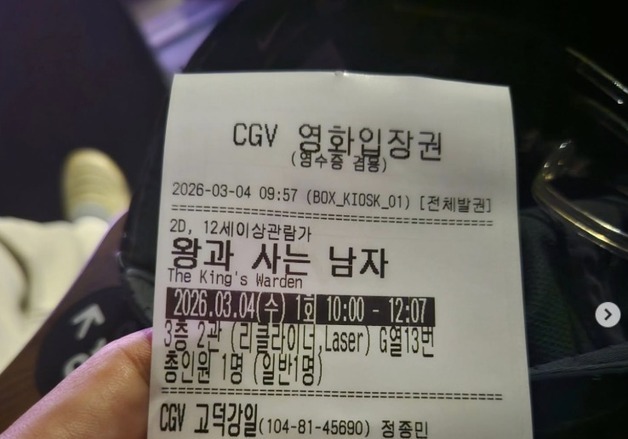 CGV 영화입장권
(영수증 겸용)
2026-03-04 09:57 (BOX_KIOSK_01) [전체발권]
2D, 12세이상관람가
왕과 사는 남자
The King's Warden
2026.03.04(수) 1회 10:00 - 12:07
3층 2관 (리클라이너,Laser) G열13번
총인원 1명 (일반1명)
CGV 고덕강일(104-81-45690) 정종민